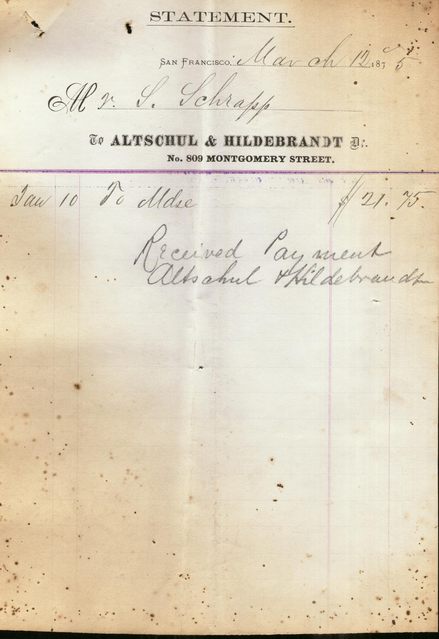 STATEMENT.
SAN FRANCISCO, March 12 1875
Mr. S. Schrapp
To ALTSCHUL & HILDEBRANDT Dr.
No. 809 MONTGOMERY STREET.
Jan 10 To Mdse $ 21.75
Received Payment
Altschul & Hildebrandt